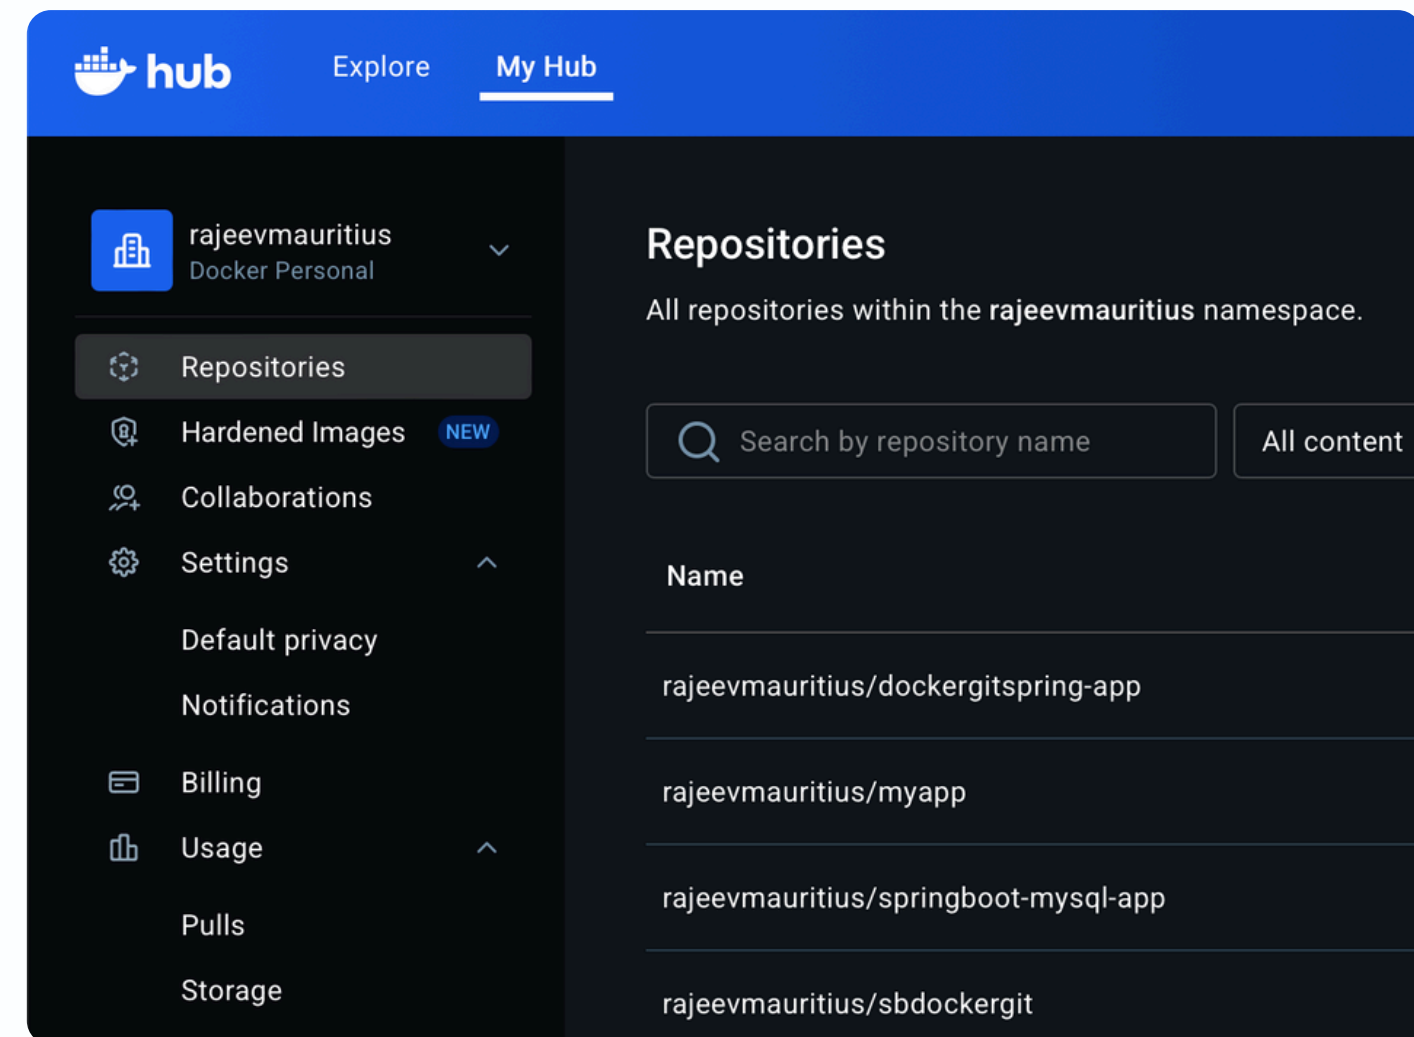 hub
Explore
My Hub
rajeevmauritius
Docker Personal
Repositories
Hardened Images NEW
Collaborations
Settings
Default privacy
Notifications
Billing
Usage
Pulls
Storage
Repositories
All repositories within the rajeevmauritius namespace.
Search by repository name
All content
Name
rajeevmauritius/dockergitspring-app
rajeevmauritius/myapp
rajeevmauritius/springboot-mysql-app
rajeevmauritius/sbdockergit